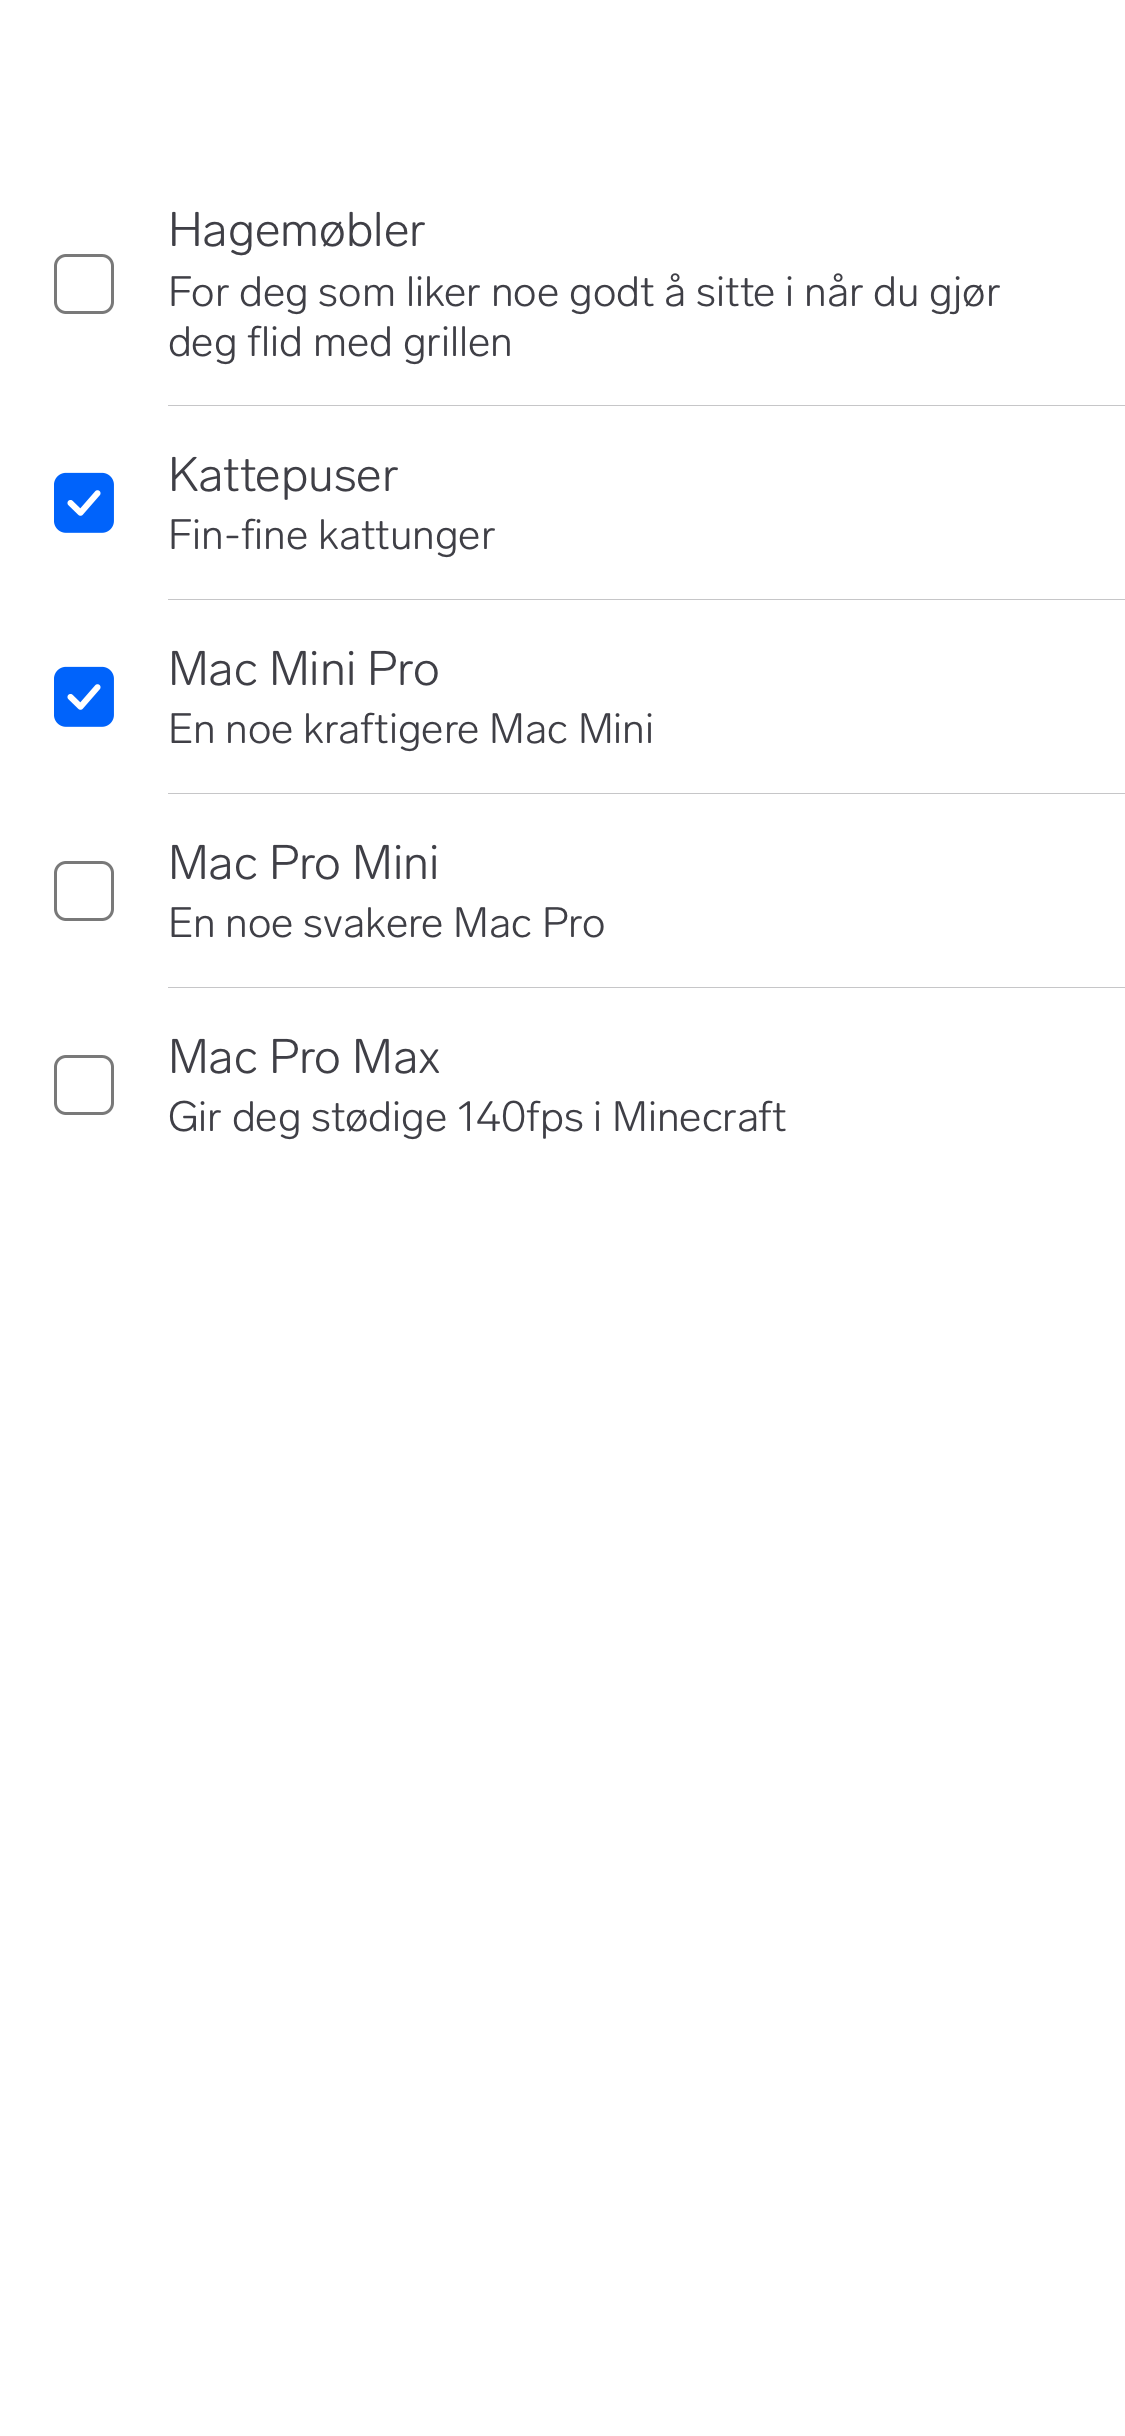 Hagemøbler
For deg som liker noe godt å sitte i når du gjør
deg flid med grillen
Kattepuser
Fin-fine kattunger
Mac Mini Pro
En noe kraftigere Mac Mini
Mac Pro Mini
En noe svakere Mac Pro
Mac Pro Max
Gir deg stødige 140fps i Minecraft